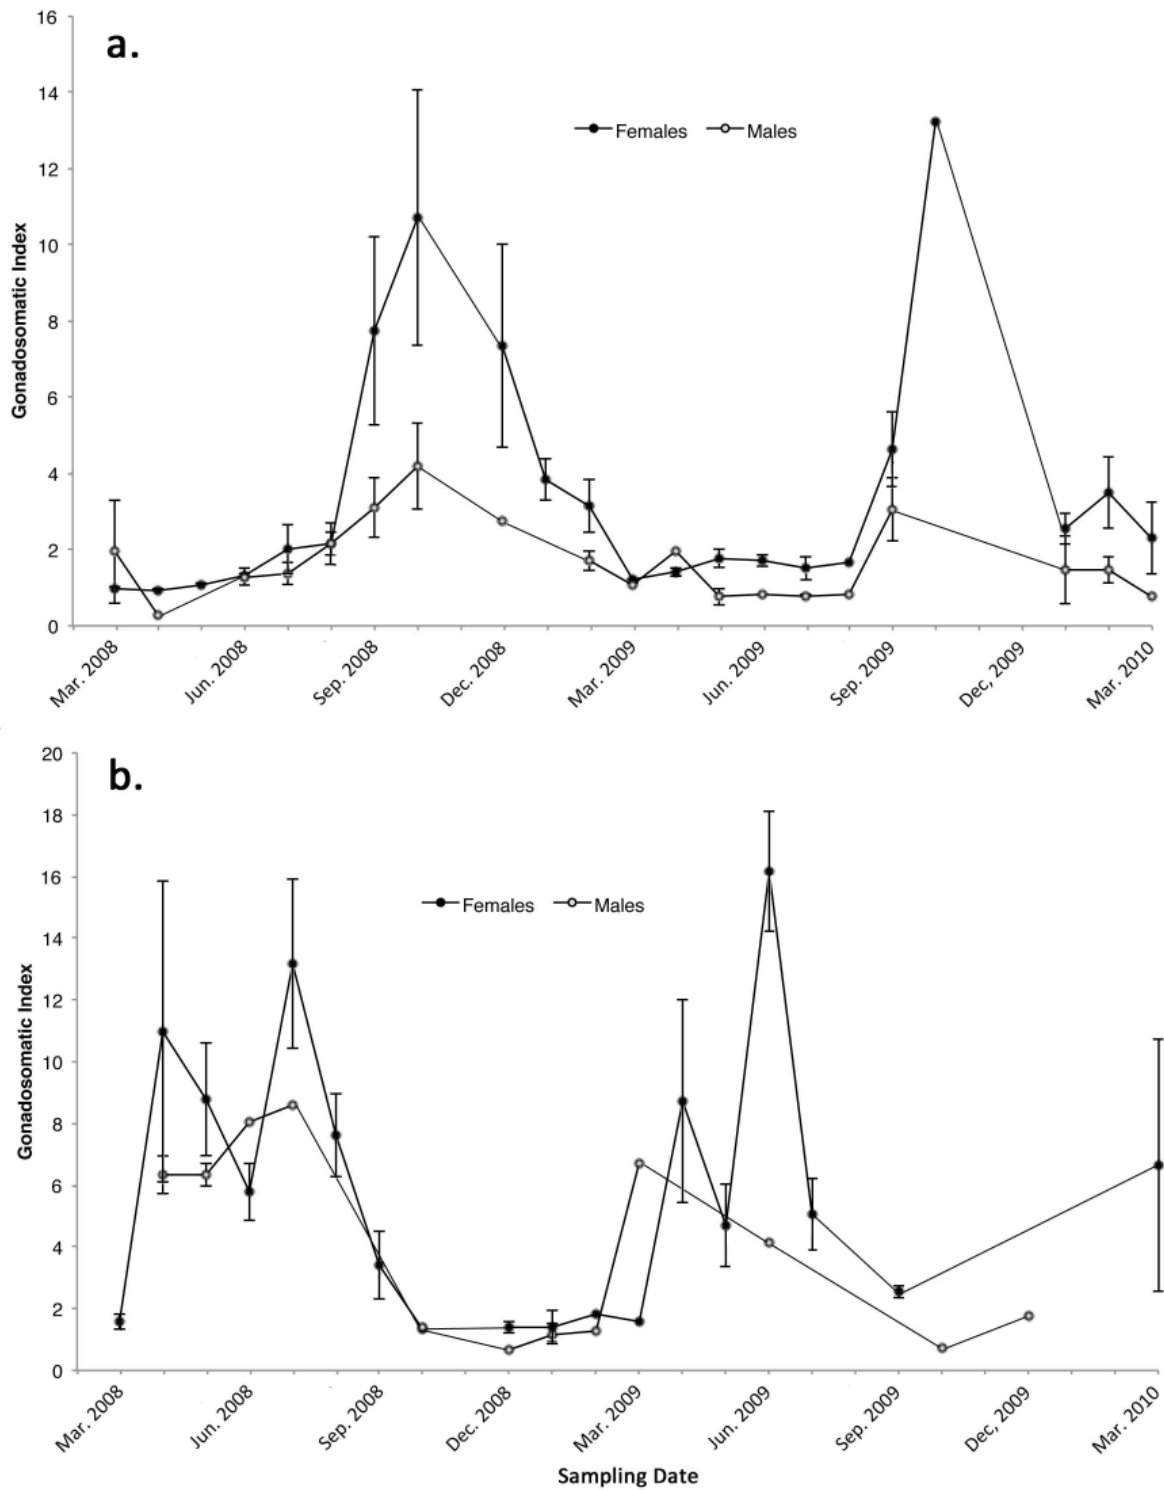 a.
16
14
12
10
8
6
4
2
0
Gonadosomatic Index
Females Males
Mar. 2008 Jun. 2008 Sep. 2008 Dec. 2008 Mar. 2009 Jun. 2009 Sep. 2009 Dec, 2009 Mar. 2010
b.
20
18
16
14
12
10
8
6
4
2
0
Gonadosomatic Index
Females Males
Mar. 2008 Jun. 2008 Sep. 2008 Dec. 2008 Mar. 2009 Jun. 2009 Sep. 2009 Dec, 2009 Mar. 2010
Sampling Date